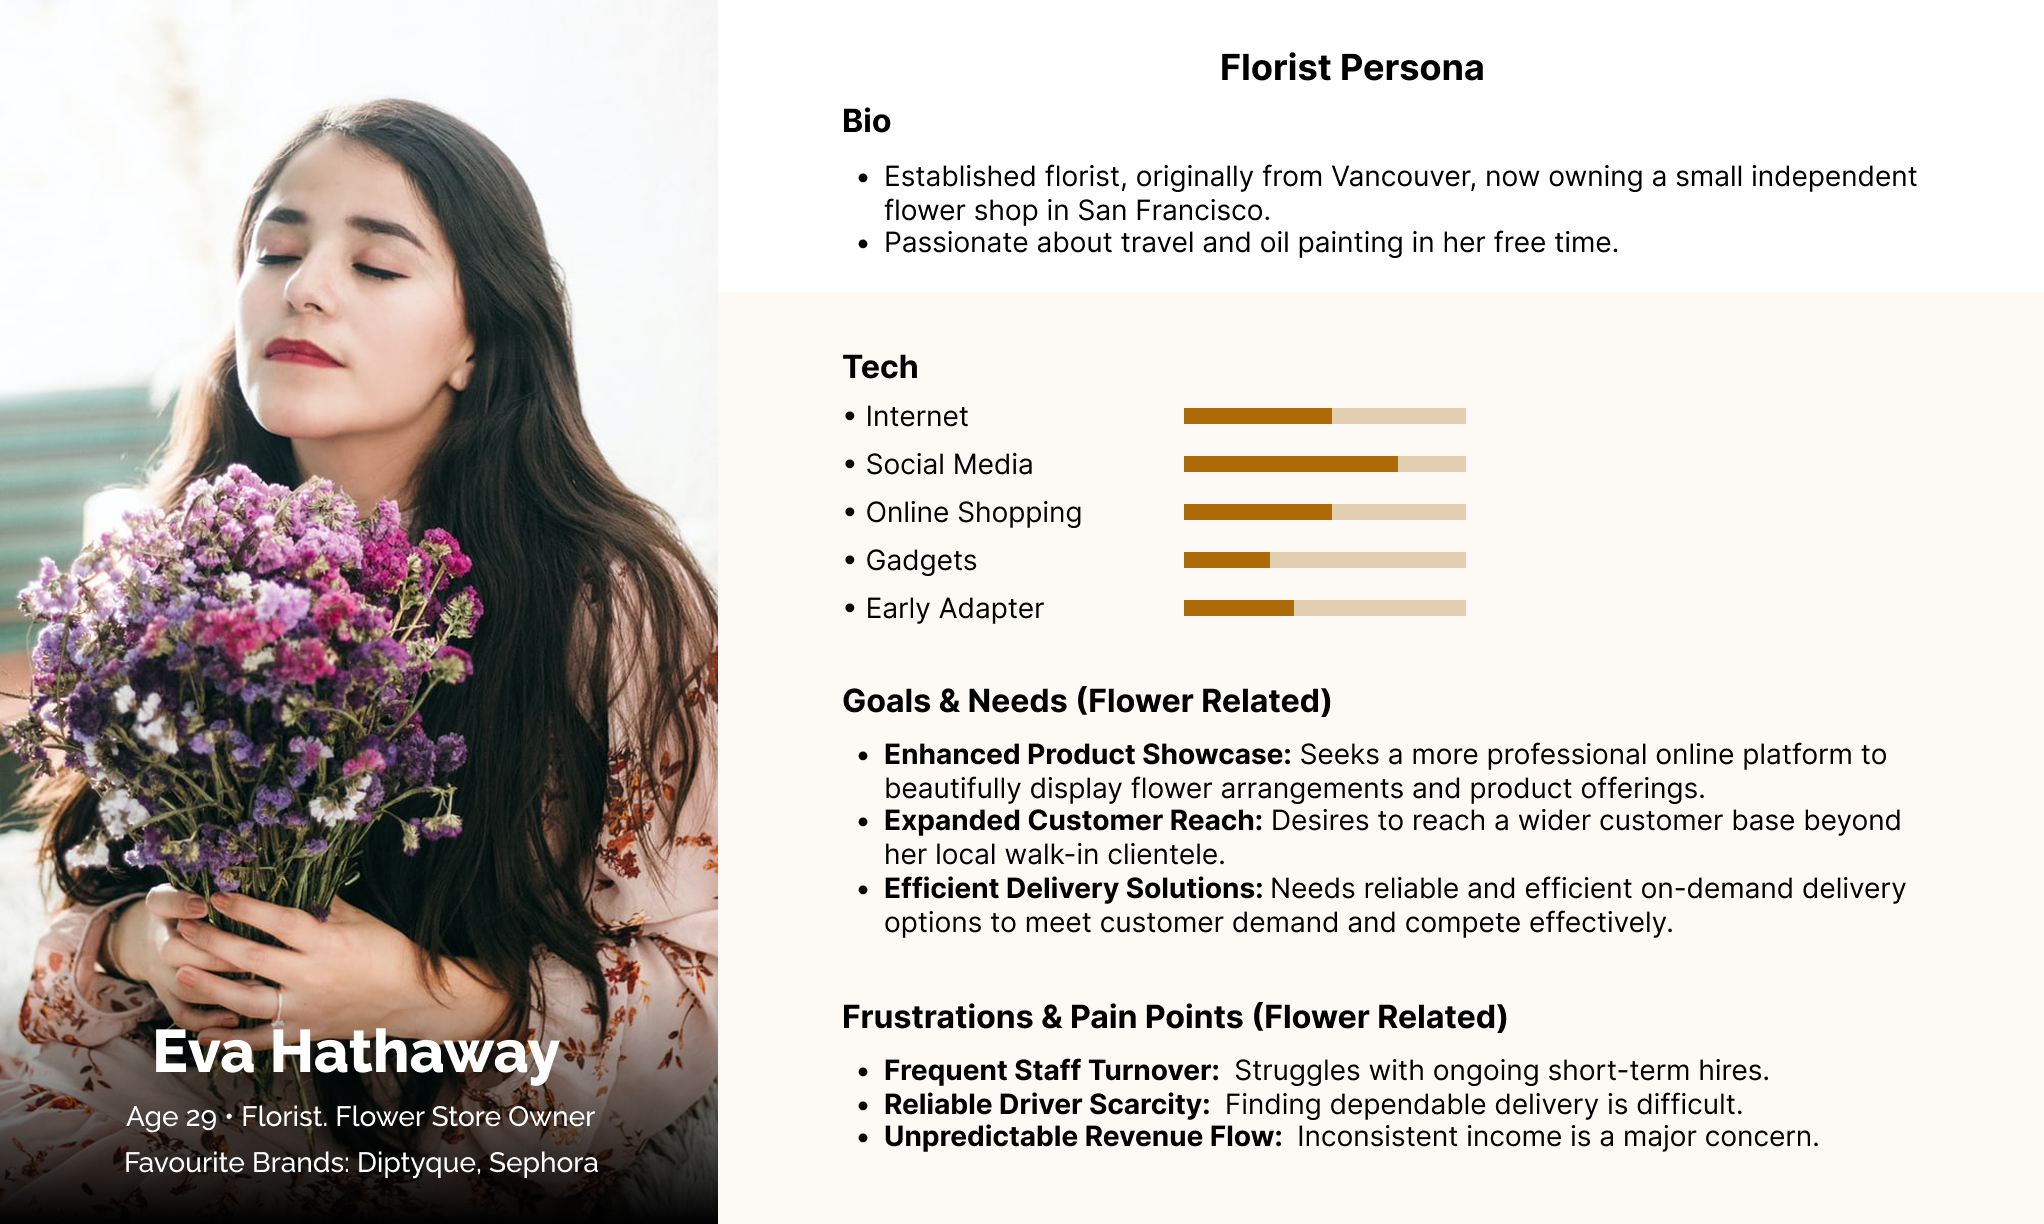 Florist Persona
Bio
• Established florist, originally from Vancouver, now owning a small independent
flower shop in San Francisco.
• Passionate about travel and oil painting in her free time.
Tech
• Internet
• Social Media
• Online Shopping
• Gadgets
• Early Adapter
Goals & Needs (Flower Related)
• Enhanced Product Showcase: Seeks a more professional online platform to
beautifully display flower arrangements and product offerings.
• Expanded Customer Reach: Desires to reach a wider customer base beyond
her local walk-in clientele.
• Efficient Delivery Solutions: Needs reliable and efficient on-demand delivery
options to meet customer demand and compete effectively.
Frustrations & Pain Points (Flower Related)
• Frequent Staff Turnover: Struggles with ongoing short-term hires.
• Reliable Driver Scarcity: Finding dependable delivery is difficult.
• Unpredictable Revenue Flow: Inconsistent income is a major concern.
Eva Hathaway
Age 29 • Florist. Flower Store Owner
Favourite Brands: Diptyque, Sephora